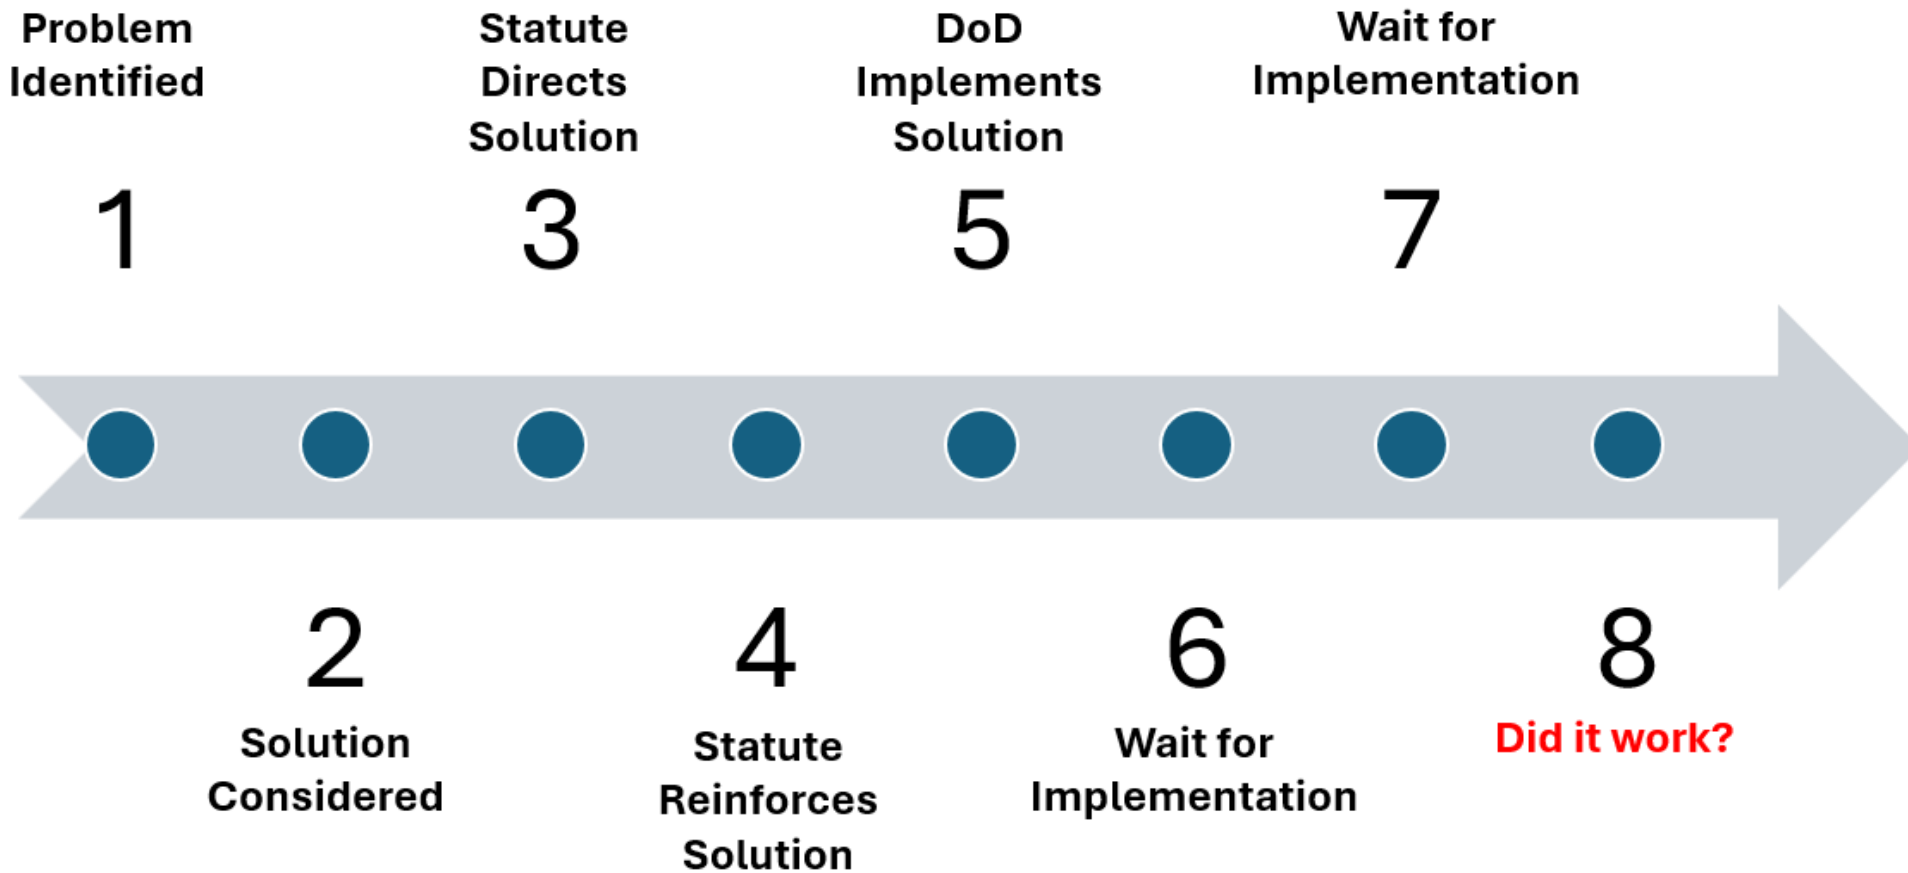 Problem
Identified
1
2
Solution
Considered
Statute
Directs
Solution
3
4
Statute
Reinforces
Solution
DoD
Implements
Solution
5
6
Wait for
Implementation
Wait for
Implementation
7
8
Did it work?